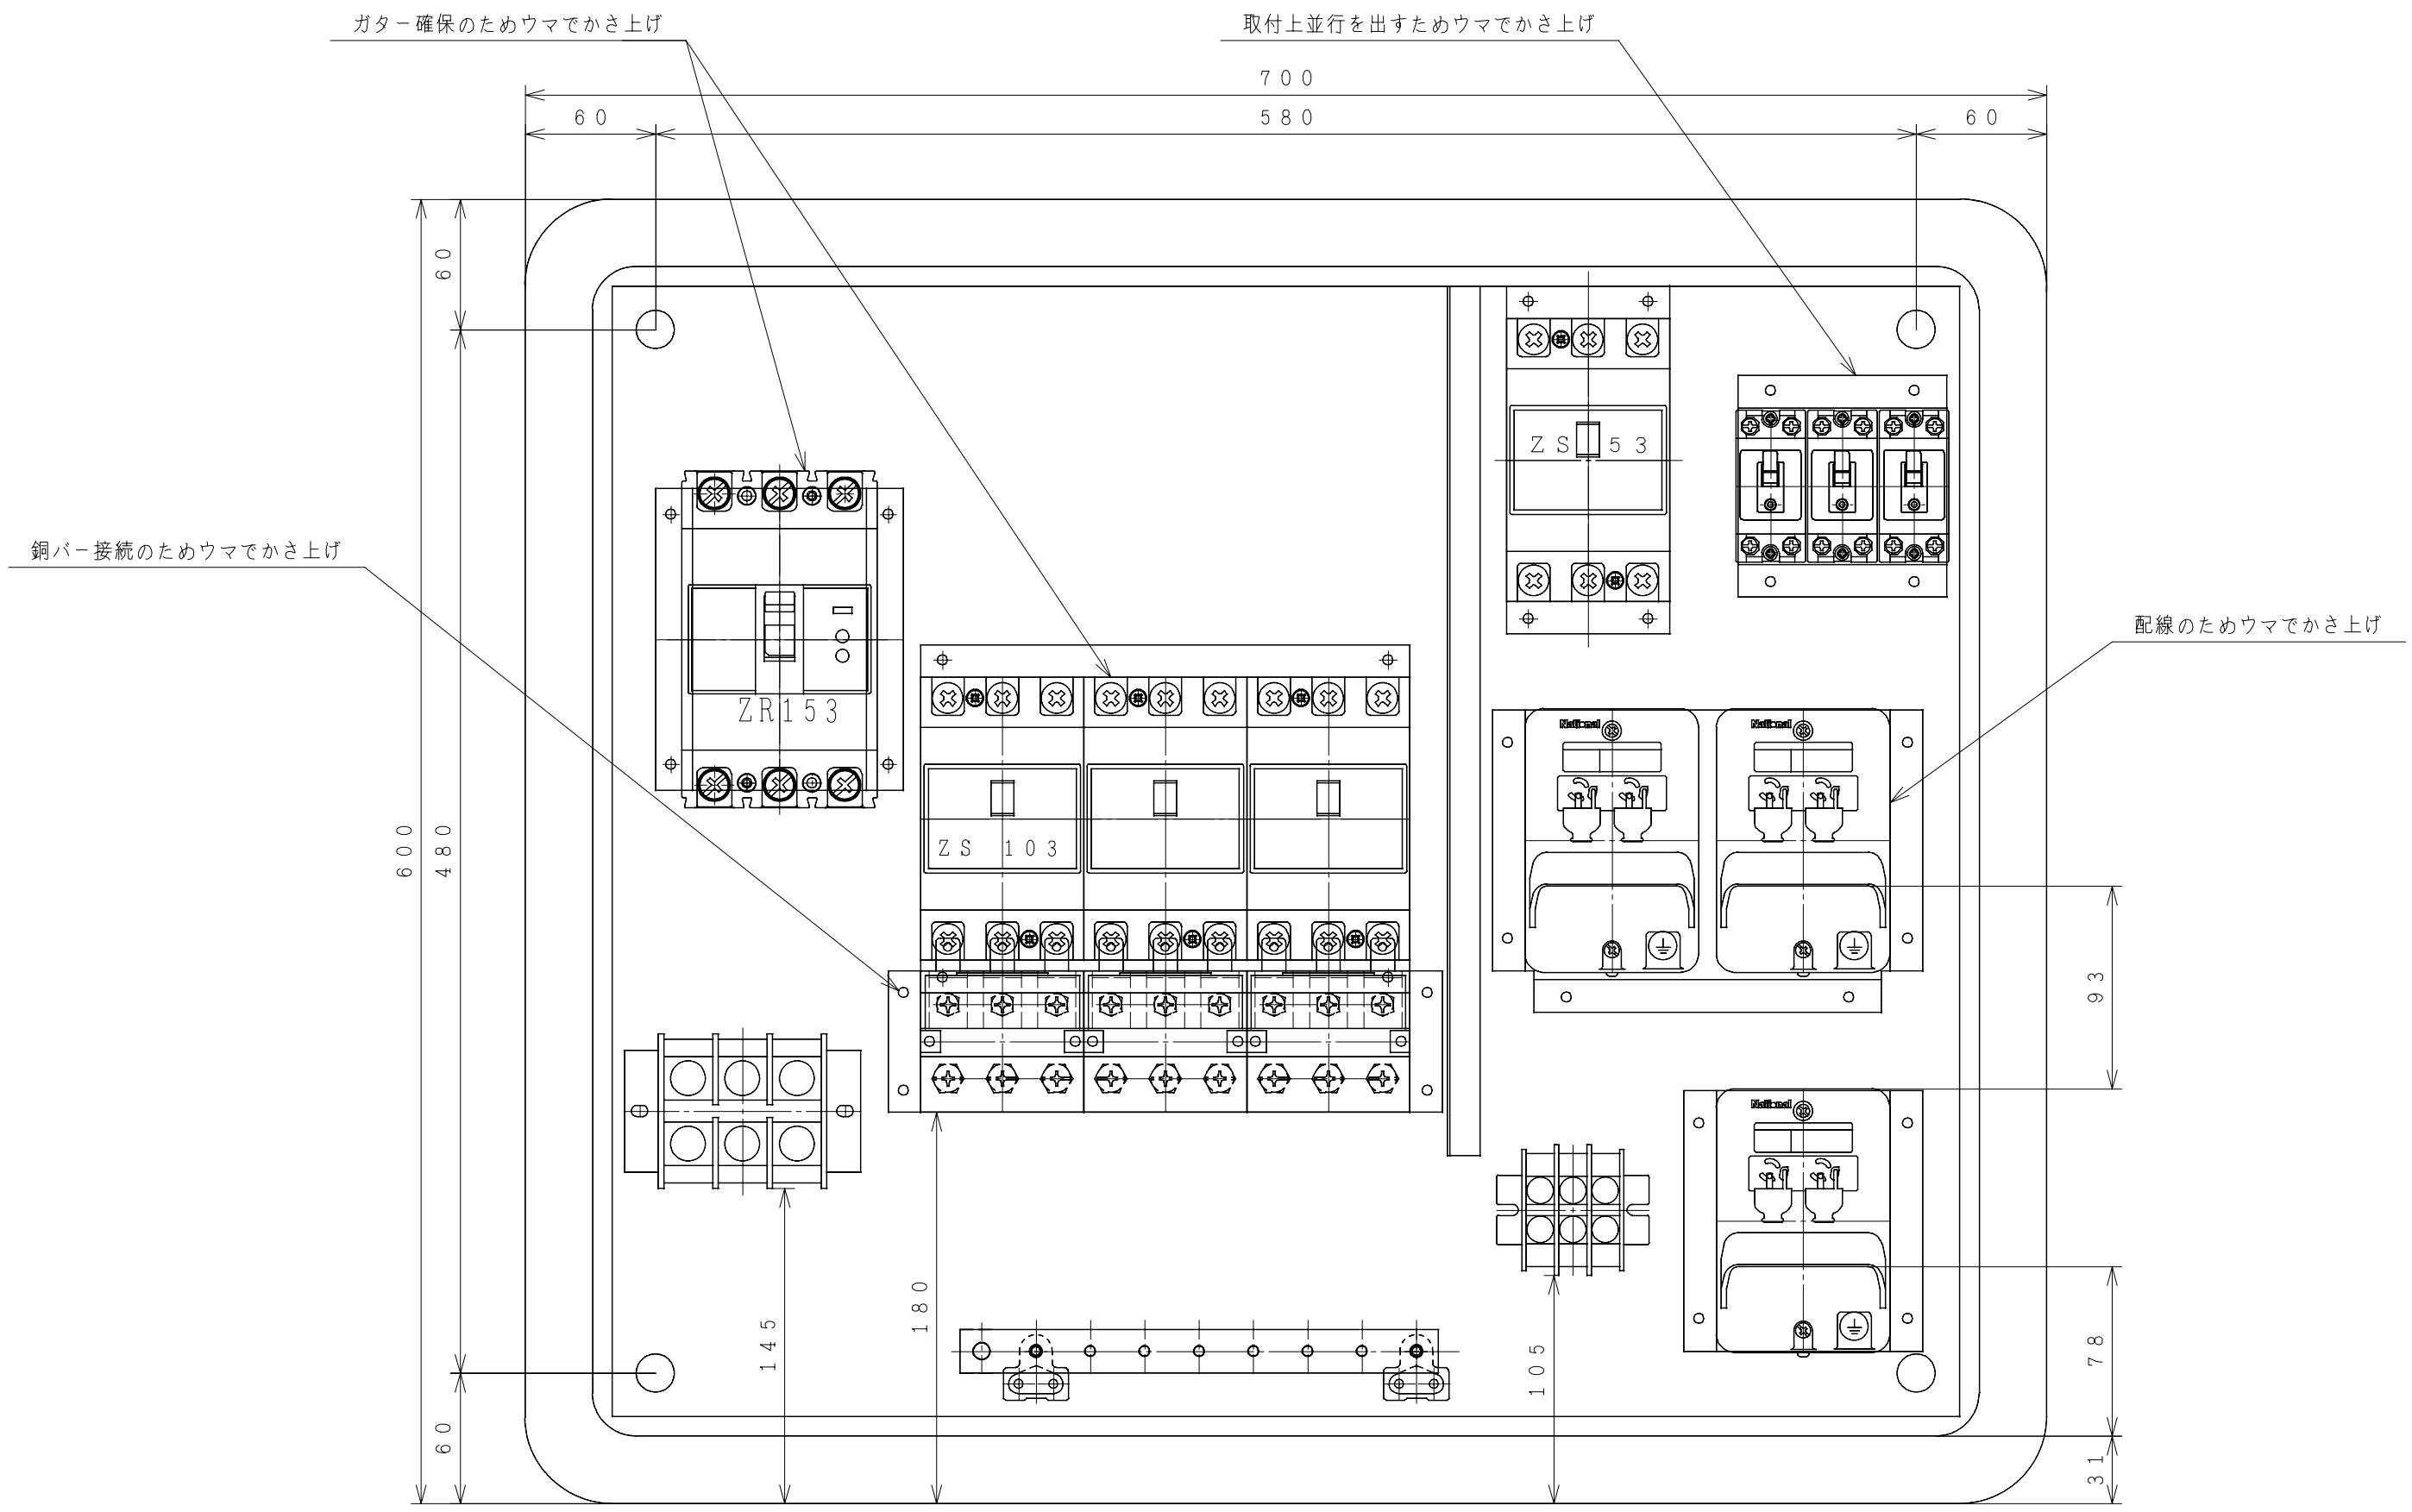 ガター確保のためウマでかさ上げ
取付上並行を出すためウマでかさ上げ
700
60
580
60
60
ZS 53
銅バー接続のためウマでかさ上げ
配線のためウマでかさ上げ
ZR153
National
National
600
480
ZS 103
93
National
180
145
105
78
60
31